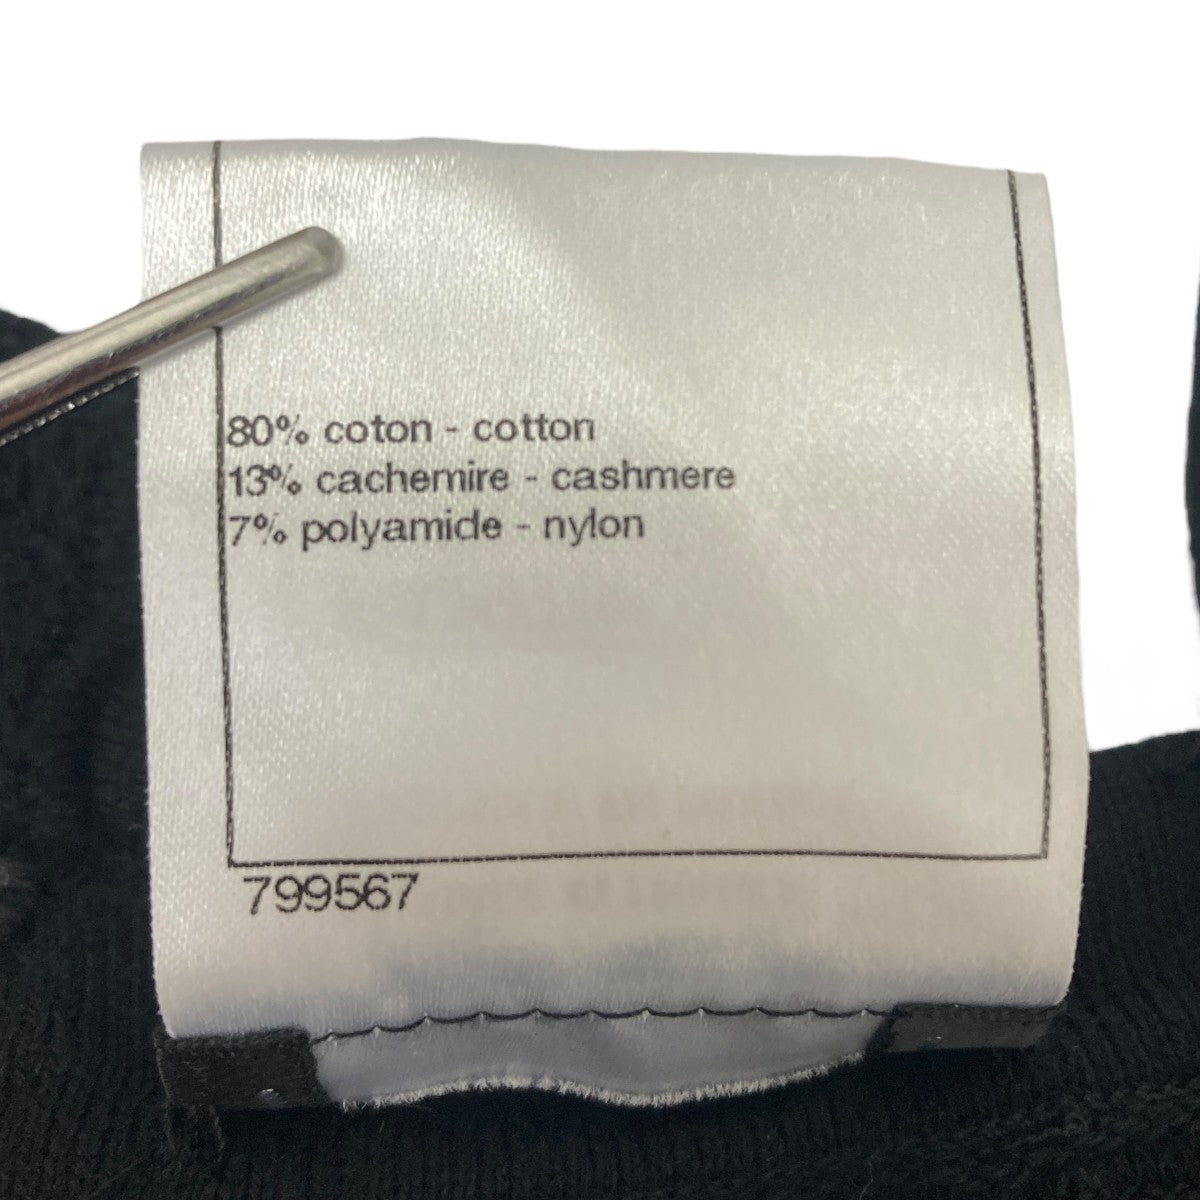 80% coton - cotton
13% cachemire - cashmere
7% polyamide - nylon
799567